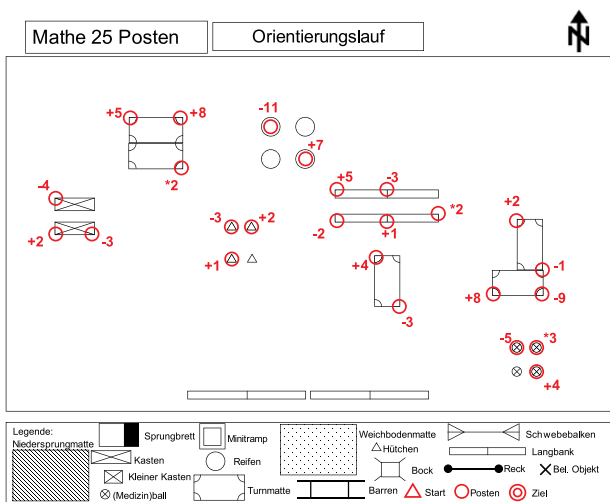 Mathe 25 Posten
Orientierungslauf
N
+5
+8
-11
+7
*2
-4
+5
-3
-3
+2
*2
+2
+2
-3
-2
+1
+1
+4
-1
-3
+8
-9
-5
*3
+4
Legende:
Niedersprungmatte
Sprungbrett
Minitramp
Weichbodenmatte
Schwebebalken
Hütchen
Langbank
Kasten
Reifen
Bock
Reck
Bel. Objekt
Kleiner Kasten
(Medizin)ball
Turnmatte
Barren
Start
Posten
Ziel